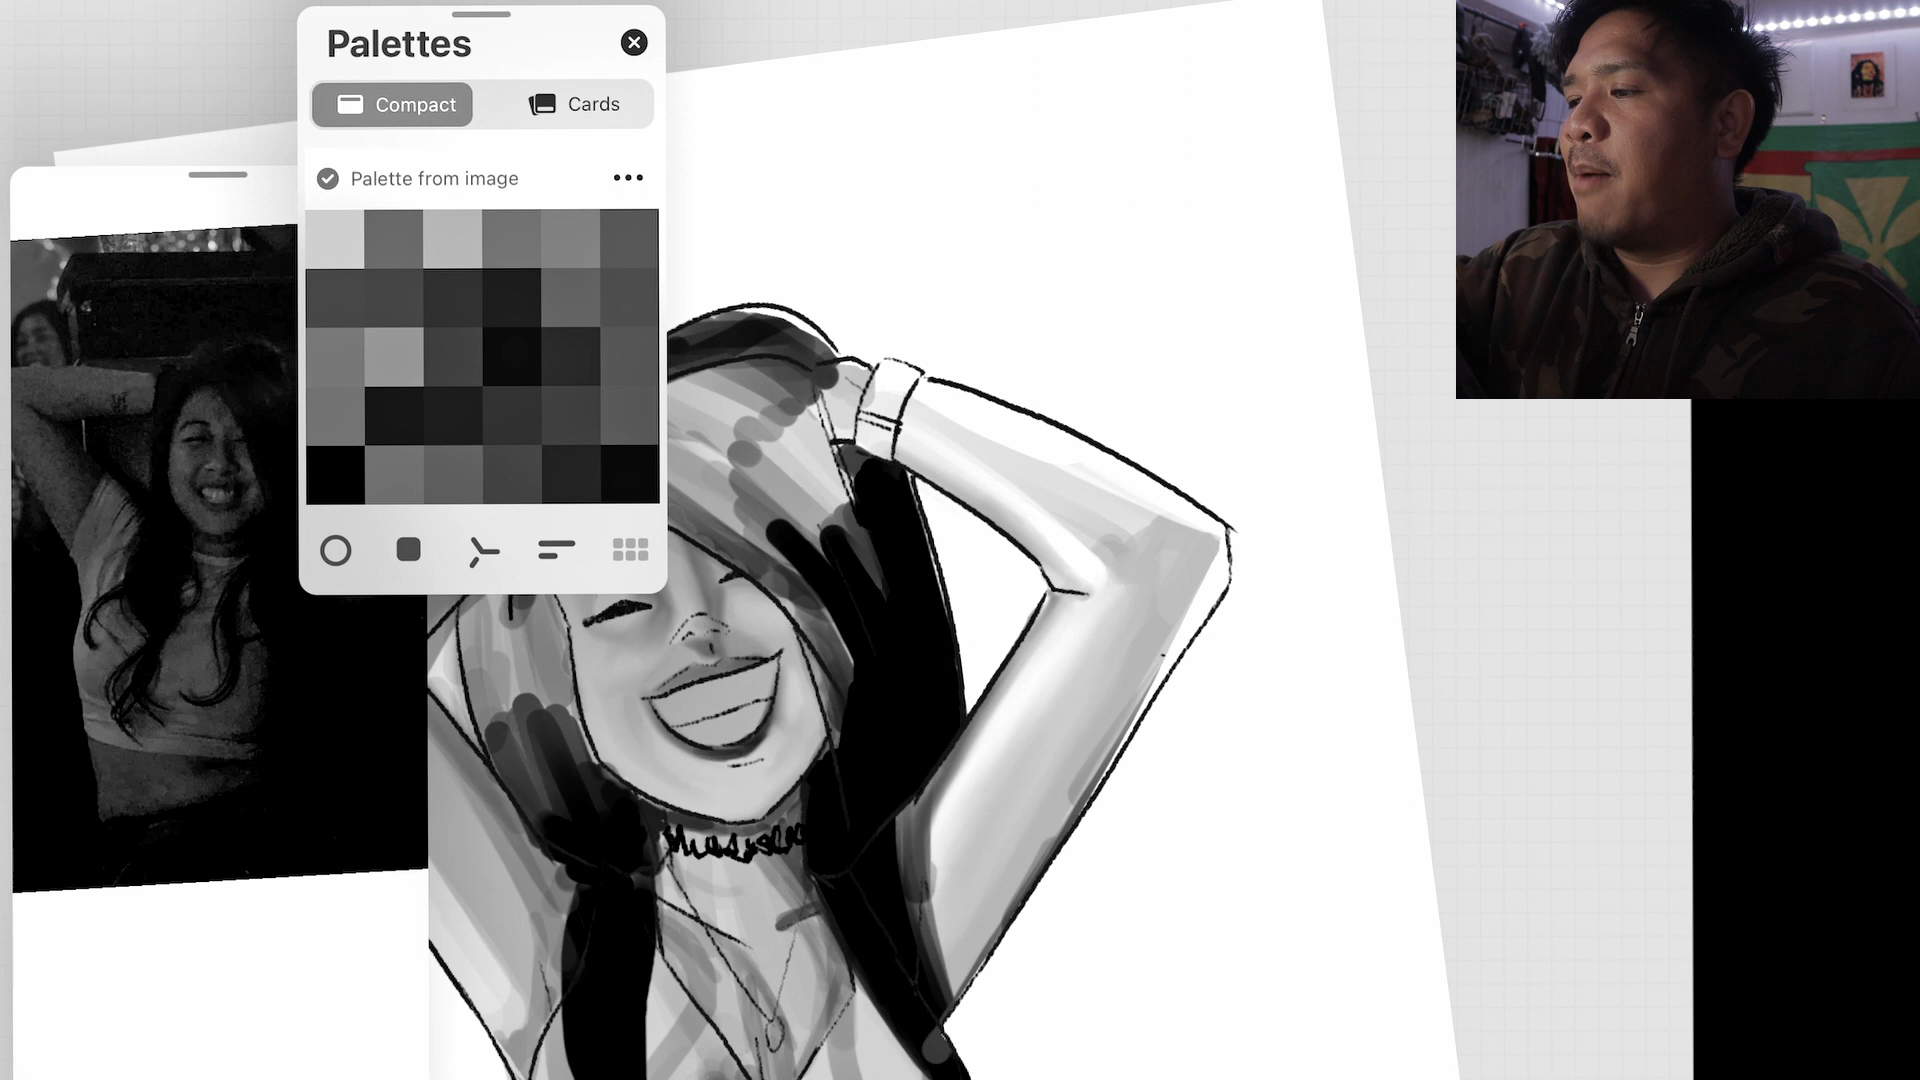 Palettes
Compact
Cards
Palette from image